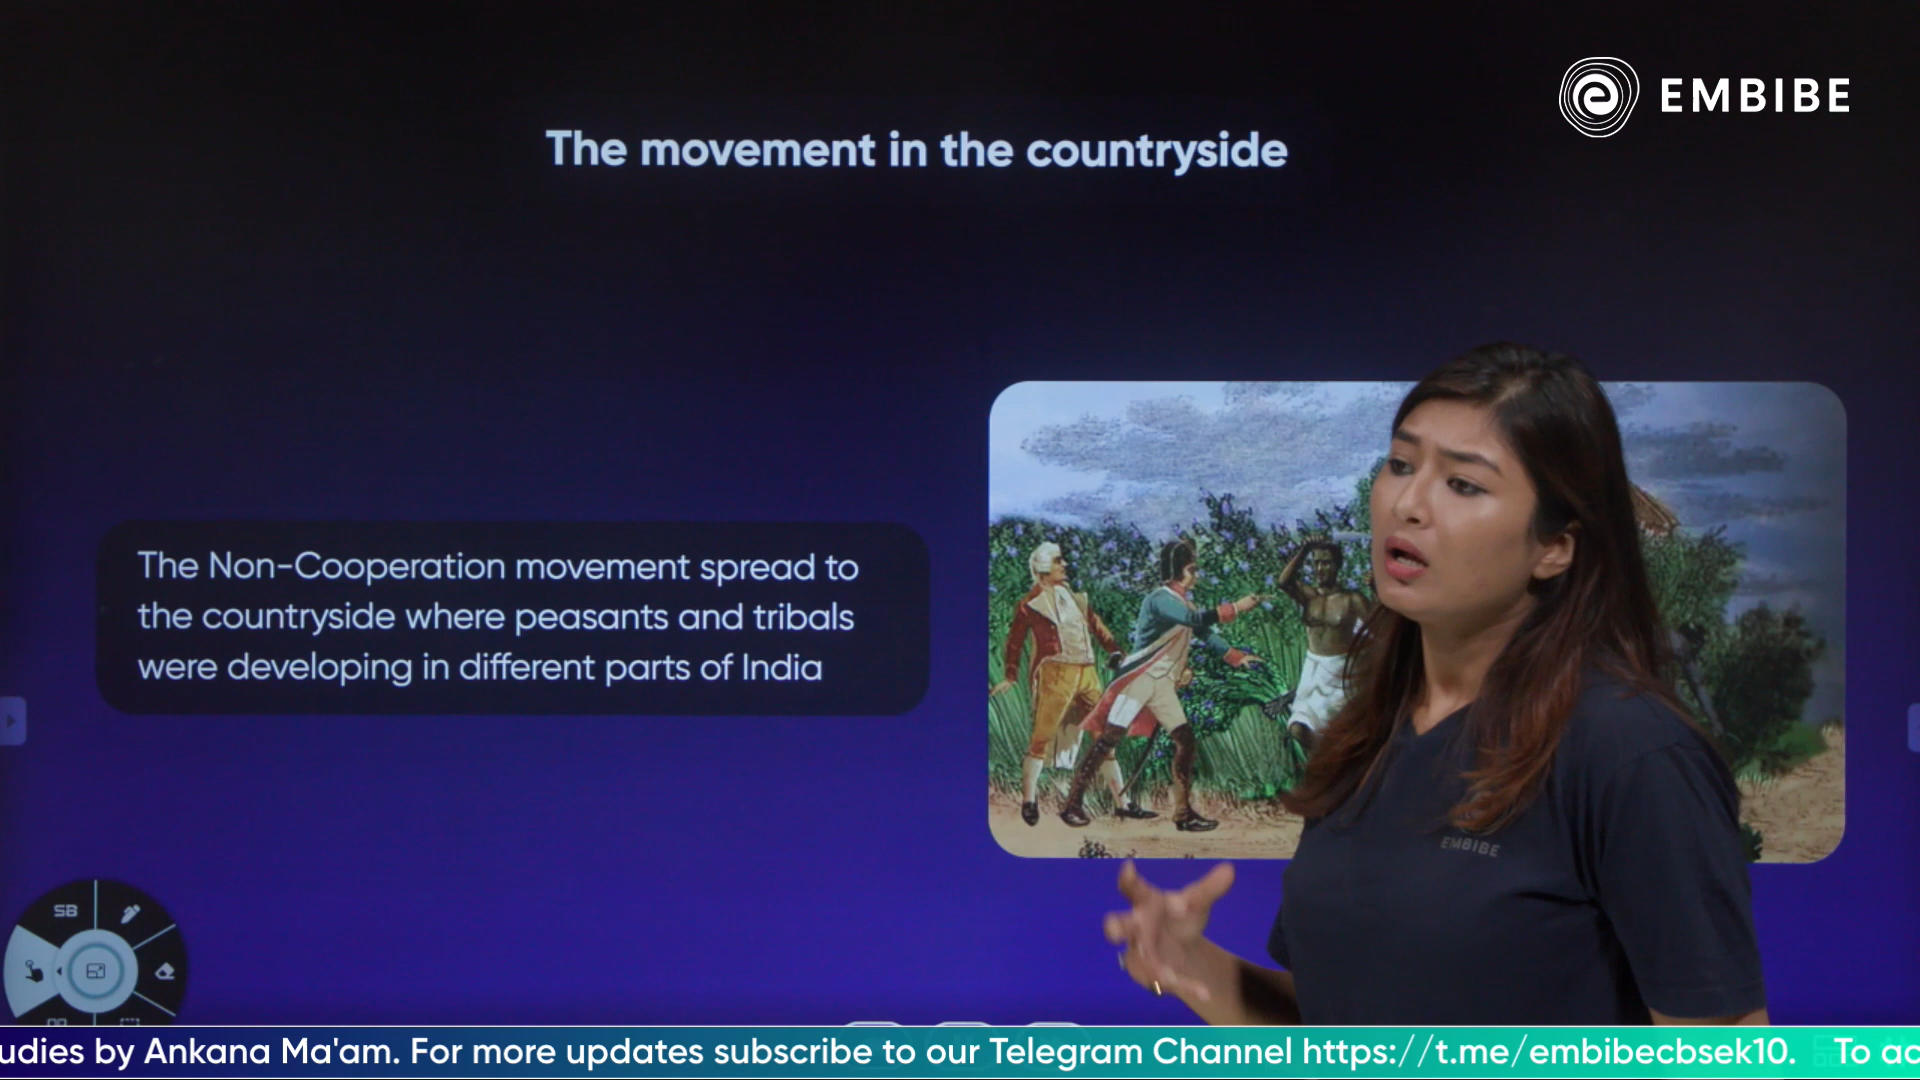 EMBIBE
The movement in the countryside
The Non-Cooperation movement spread to
the countryside where peasants and tribals
were developing in different parts of India
EMBIBE
SB
udies by Ankana Ma'am. For more updates subscribe to our Telegram Channel https://t.me/embibecbsek10. To ac